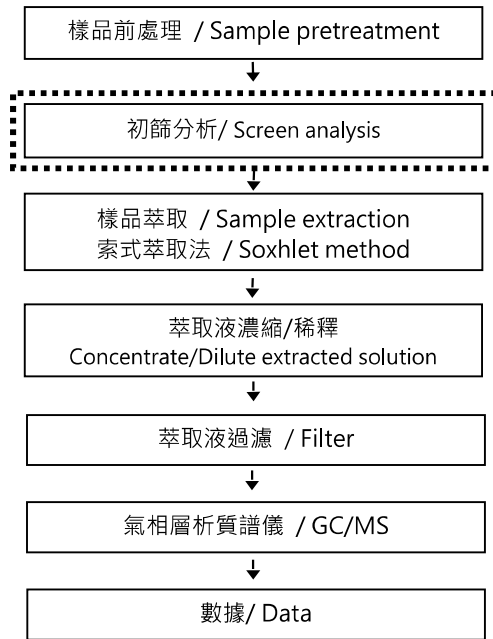 樣品前處理 / Sample pretreatment
初篩分析/ Screen analysis
樣品萃取 / Sample extraction
索式萃取法 / Soxhlet method
萃取液濃縮/稀釋
Concentrate/Dilute extracted solution
萃取液過濾 / Filter
氣相層析質譜儀 / GC/MS
數據/ Data